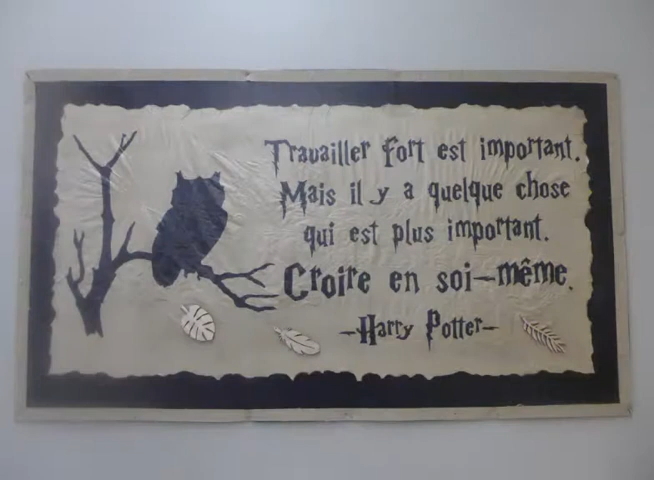 Travailler fort est important.
Mais il y a quelque chose
qui est plus important.
Croire en soi-même.
-Harry Potter-